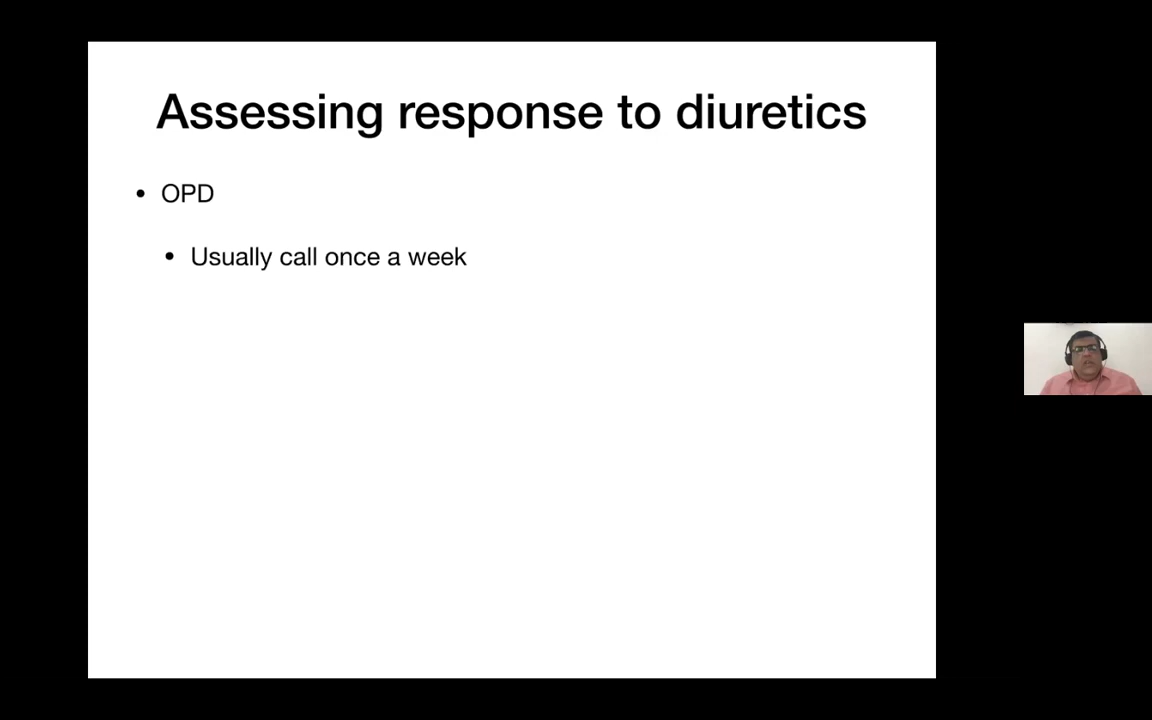 Assessing response to diuretics
• OPD
• Usually call once a week